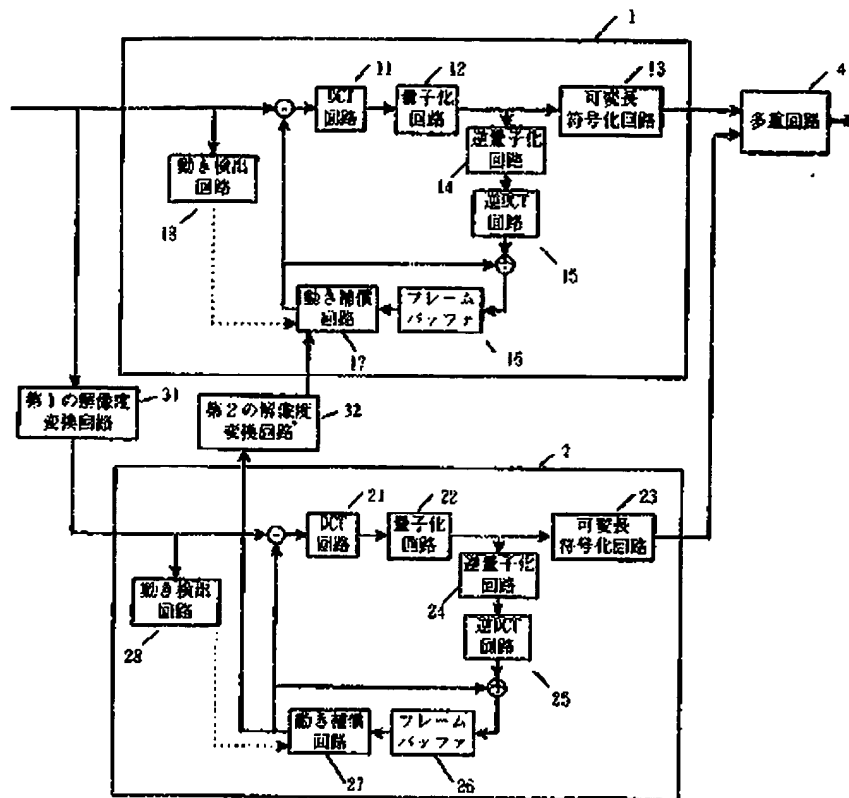 1
11
12
13
4
DCT
回路
量子化
回路
可変長
符号化回路
多重回路
動き検出
回路
18
逆量子化
回路
14
逆DCT
回路
15
動き補償
回路
17
フレーム
バッファ
16
第1の解像度
変換回路
31
第2の解像度
変換回路
32
2
21
22
23
DCT
回路
量子化
回路
可変長
符号化回路
動き検出
回路
28
逆量子化
回路
24
逆DCT
回路
25
動き補償
回路
27
フレーム
バッファ
26